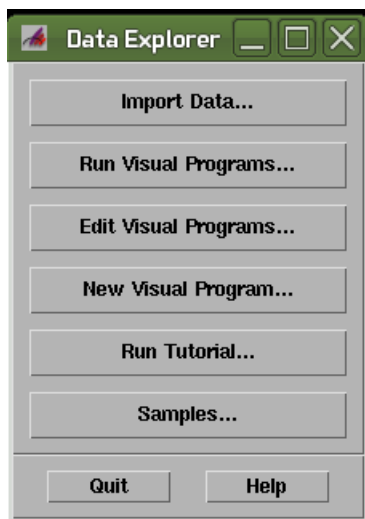 Data Explorer
Import Data...
Run Visual Programs...
Edit Visual Programs...
New Visual Program...
Run Tutorial...
Samples...
Quit Help